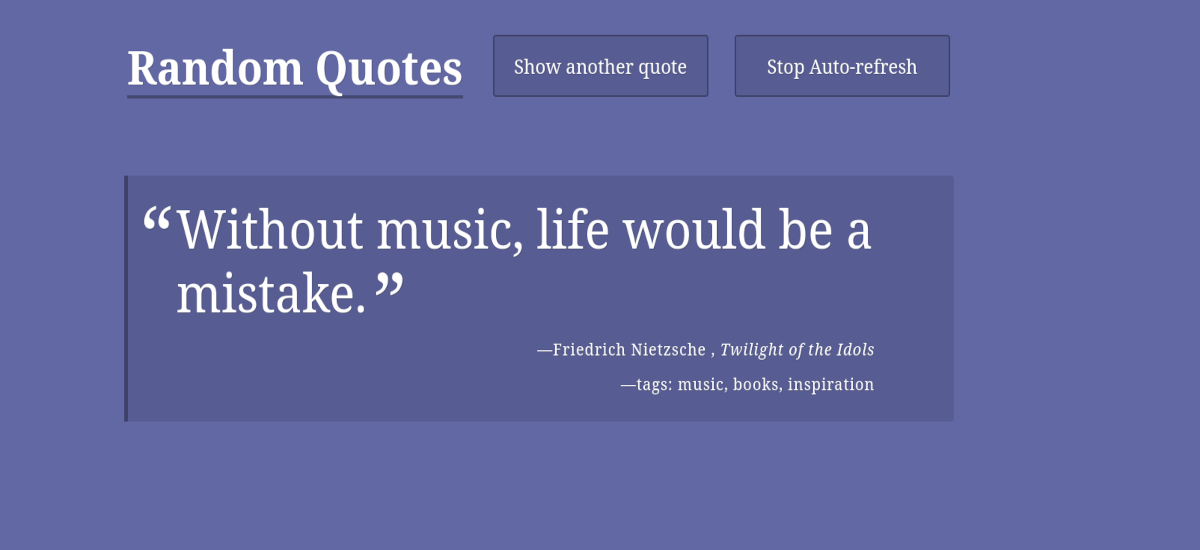 Random Quotes
Show another quote
Stop Auto-refresh
“Without music, life would be a
mistake.”
—Friedrich Nietzsche , Twilight of the Idols
—tags: music, books, inspiration